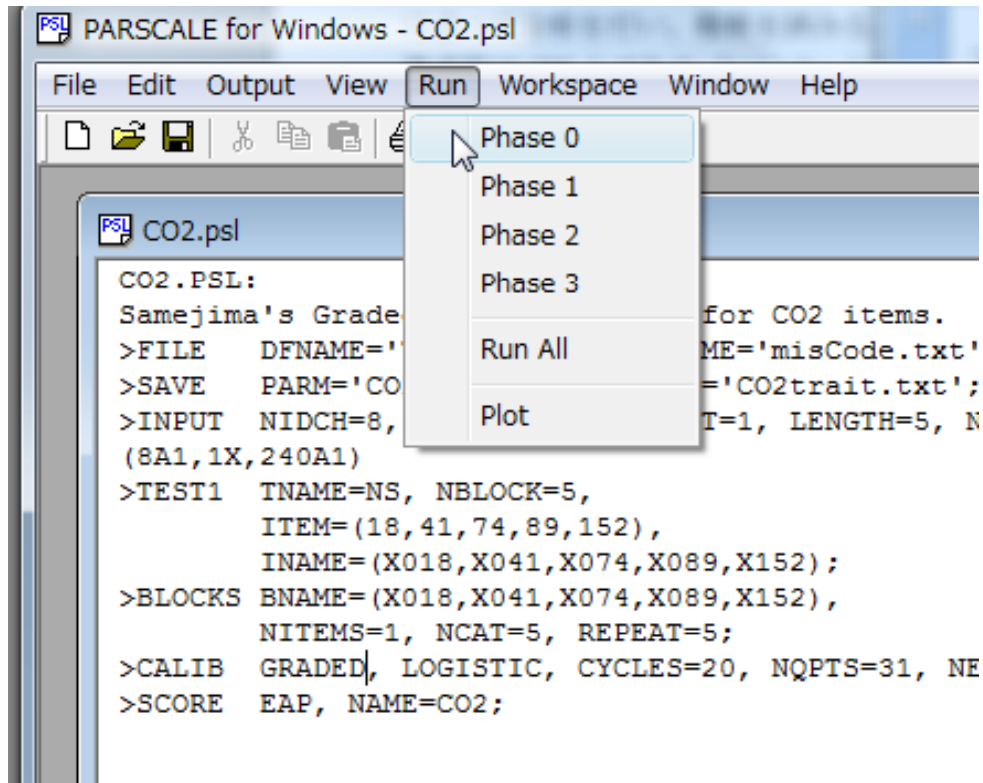 PARSCALE for Windows - CO2.psl
File Edit Output View Run Workspace Window Help
Phase 0
Phase 1
Phase 2
Phase 3
Run All
Plot
CO2.psl
CO2.PSL:
Samejima's Grade for CO2 items.
>FILE DFNAME=' ME='misCode.txt'
>SAVE PARM='CO ='CO2trait.txt';
>INPUT NIDCH=8, T=1, LENGTH=5, N
(8A1,1X,240A1)
>TEST1 TNAME=NS, NBLOCK=5,
ITEM=(18,41,74,89,152),
INAME=(X018,X041,X074,X089,X152);
>BLOCKS BNAME=(X018,X041,X074,X089,X152),
NITEMS=1, NCAT=5, REPEAT=5;
>CALIB GRADED, LOGISTIC, CYCLES=20, NQPTS=31, NE
>SCORE EAP, NAME=CO2;